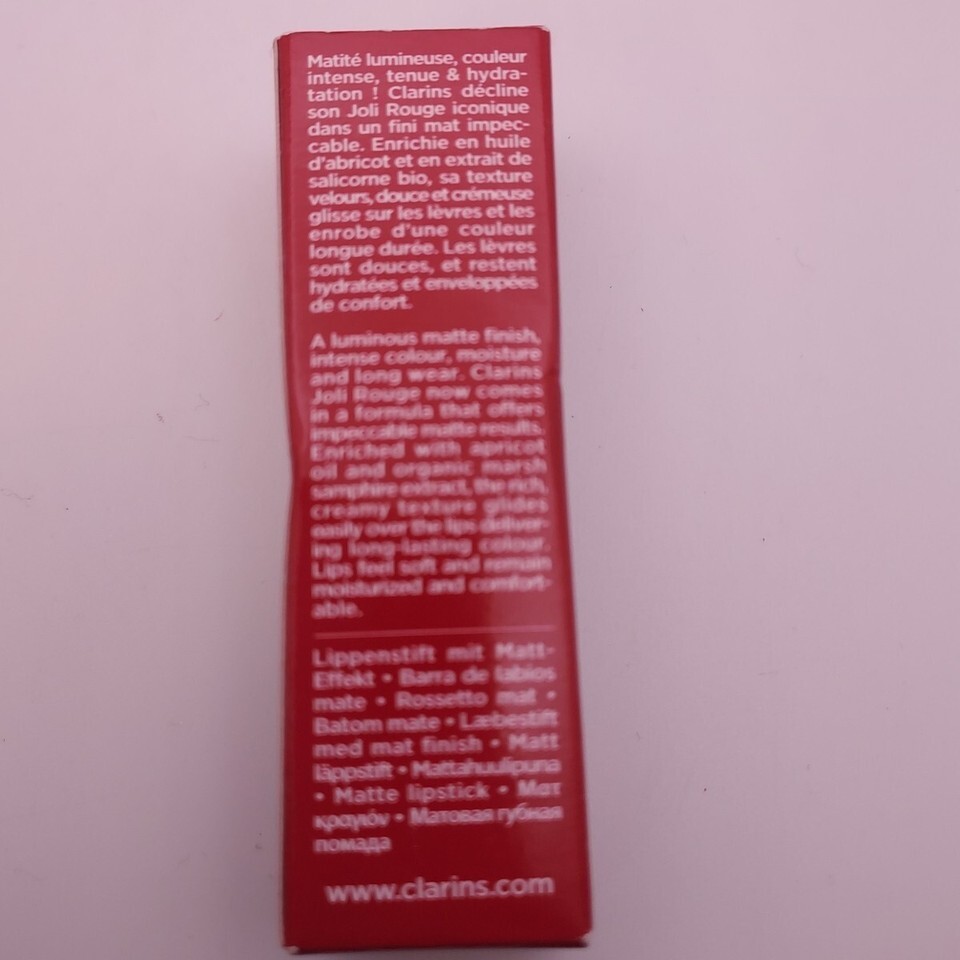 Matité lumineuse, couleur
intense, tenue & hydra-
tation ! Clarins décline
son Joli Rouge iconique
dans un fini mat impec-
cable. Enrichie en huile
d'abricot et en extrait de
salicorne bio, sa texture
velours, douce et crémeuse
glisse sur les lèvres et les
enrobe d'une couleur
longue durée. Les lèvres
sont douces, et restent
hydratées et enveloppées
de confort.
A luminous matte finish,
intense colour, moisture
and long wear. Clarins
Joli Rouge now comes
in a formula that offers
impeccable matte results.
Enriched with apricot
oil and organic marsh
samphire extract, the rich,
creamy texture glides
easily over the lips deliver-
ing long-lasting colour.
Lips feel soft and remain
moisturized and comfort-
able.
Lippenstift mit Matt-
Effekt • Barra de labios
mate • Rossetto mat •
Batom mate • Læbestift
med mat finish • Matt
läppstift • Mattahuulipuna
• Matte lipstick • Ματ
κραγιόν • Матовая губная
помада
www.clarins.com